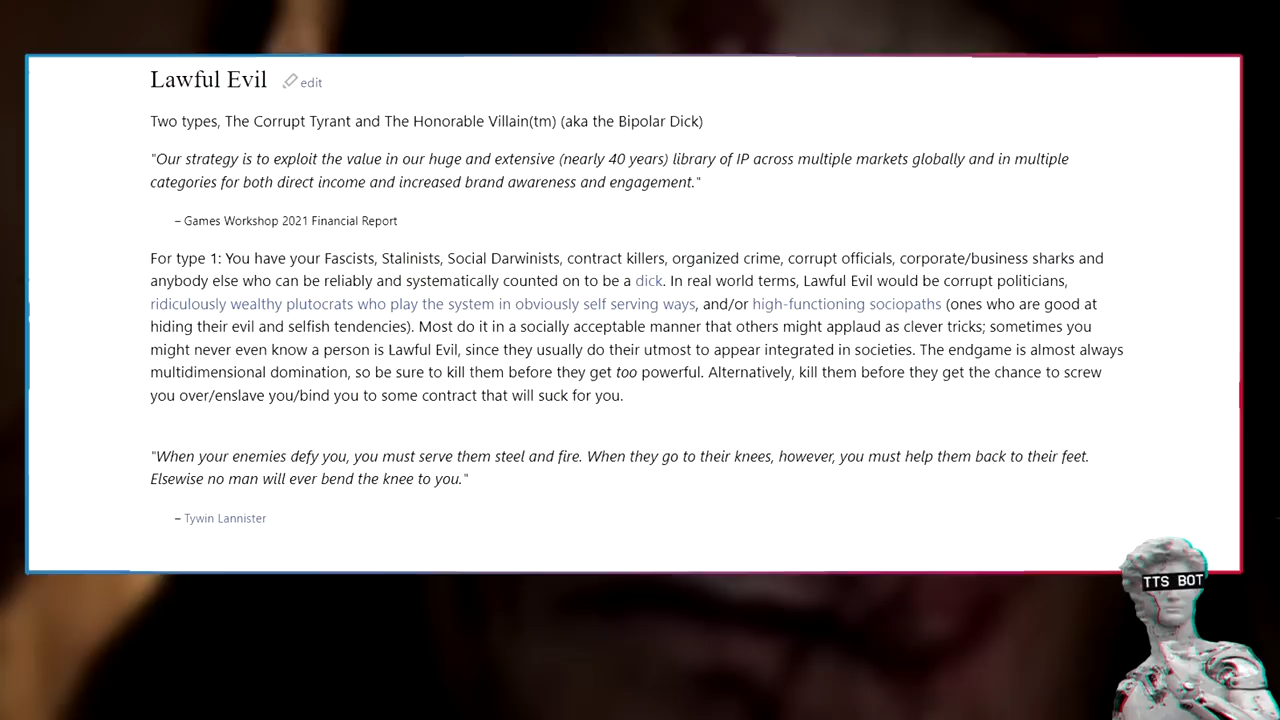 Lawful Evil edit
Two types, The Corrupt Tyrant and The Honorable Villain(tm) (aka the Bipolar Dick)
"Our strategy is to exploit the value in our huge and extensive (nearly 40 years) library of IP across multiple markets globally and in multiple
categories for both direct income and increased brand awareness and engagement."
– Games Workshop 2021 Financial Report
For type 1: You have your Fascists, Stalinists, Social Darwinists, contract killers, organized crime, corrupt officials, corporate/business sharks and
anybody else who can be reliably and systematically counted on to be a dick. In real world terms, Lawful Evil would be corrupt politicians,
ridiculously wealthy plutocrats who play the system in obviously self serving ways, and/or high-functioning sociopaths (ones who are good at
hiding their evil and selfish tendencies). Most do it in a socially acceptable manner that others might applaud as clever tricks; sometimes you
might never even know a person is Lawful Evil, since they usually do their utmost to appear integrated in societies. The endgame is almost always
multidimensional domination, so be sure to kill them before they get too powerful. Alternatively, kill them before they get the chance to screw
you over/enslave you/bind you to some contract that will suck for you.
"When your enemies defy you, you must serve them steel and fire. When they go to their knees, however, you must help them back to their feet.
Elsewise no man will ever bend the knee to you."
– Tywin Lannister
TTS BOT